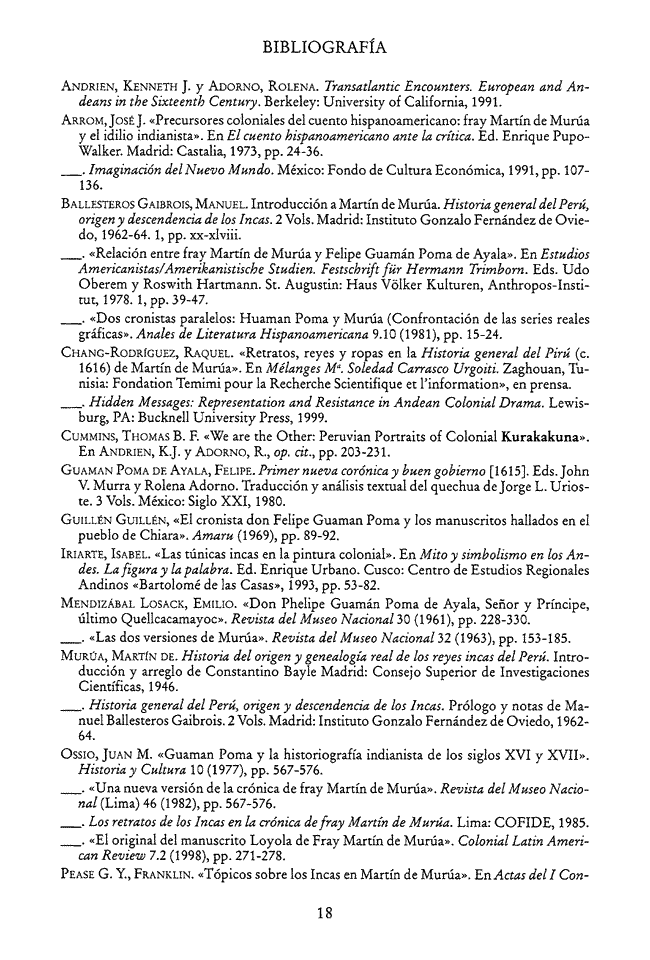 BIBLIOGRAFÍA
ANDRIEN, KENNETH J. y ADORNO, ROLENA. Transatlantic Encounters. European and An-
deans in the Sixteenth Century. Berkeley: University of California, 1991.
ARROM, JOSÉ J. «Precursores coloniales del cuento hispanoamericano: fray Martín de Murúa
y el idilio indianista». En El cuento hispanoamericano ante la crítica. Ed. Enrique Pupo-
Walker. Madrid: Castalia, 1973, pp. 24-36.
___. Imaginación del Nuevo Mundo. México: Fondo de Cultura Económica, 1991, pp. 107-
136.
BALLESTEROS GAIBROIS, MANUEL. Introducción a Martín de Murúa. Historia general del Perú,
origen y descendencia de los Incas. 2 Vols. Madrid: Instituto Gonzalo Fernández de Ovie-
do, 1962-64. 1, pp. xx-xlviii.
___. «Relación entre fray Martín de Murúa y Felipe Guamán Poma de Ayala». En Estudios
Americanistas/Amerikanistische Studien. Festschrift für Hermann Trimborn. Eds. Udo
Oberem y Roswith Hartmann. St. Augustin: Haus Völker Kulturen, Anthropos-Insti-
tut, 1978. 1, pp. 39-47.
___. «Dos cronistas paralelos: Huaman Poma y Murúa (Confrontación de las series reales
gráficas». Anales de Literatura Hispanoamericana 9.10 (1981), pp. 15-24.
CHANG-RODRÍGUEZ, RAQUEL. «Retratos, reyes y ropas en la Historia general del Pirú (c.
1616) de Martín de Murúa». En Mélanges Mª. Soledad Carrasco Urgoiti. Zaghouan, Tu-
nisia: Fondation Temimi pour la Recherche Scientifique et l'information», en prensa.
___. Hidden Messages: Representation and Resistance in Andean Colonial Drama. Lewis-
burg, PA: Bucknell University Press, 1999.
CUMMINS, THOMAS B. F. «We are the Other: Peruvian Portraits of Colonial Kurakakuna».
En ANDRIEN, K.J. y ADORNO, R., op. cit., pp. 203-231.
GUAMAN POMA DE AYALA, FELIPE. Primer nueva corónica y buen gobierno [1615]. Eds. John
V. Murra y Rolena Adorno. Traducción y análisis textual del quechua de Jorge L. Urios-
te. 3 Vols. México: Siglo XXI, 1980.
GUILLÉN GUILLÉN, «El cronista don Felipe Guaman Poma y los manuscritos hallados en el
pueblo de Chiara». Amaru (1969), pp. 89-92.
IRIARTE, ISABEL. «Las túnicas incas en la pintura colonial». En Mito y simbolismo en los An-
des. La figura y la palabra. Ed. Enrique Urbano. Cusco: Centro de Estudios Regionales
Andinos «Bartolomé de las Casas», 1993, pp. 53-82.
MENDIZÁBAL LOSACK, EMILIO. «Don Phelipe Guamán Poma de Ayala, Señor y Príncipe,
último Quellcacamayoc». Revista del Museo Nacional 30 (1961), pp. 228-330.
___. «Las dos versiones de Murúa». Revista del Museo Nacional 32 (1963), pp. 153-185.
MURÚA, MARTÍN DE. Historia del origen y genealogía real de los reyes incas del Perú. Intro-
ducción y arreglo de Constantino Bayle Madrid: Consejo Superior de Investigaciones
Científicas, 1946.
___. Historia general del Perú, origen y descendencia de los Incas. Prólogo y notas de Ma-
nuel Ballesteros Gaibrois. 2 Vols. Madrid: Instituto Gonzalo Fernández de Oviedo, 1962-
64.
OSSIO, JUAN M. «Guaman Poma y la historiografía indianista de los siglos XVI y XVII».
Historia y Cultura 10 (1977), pp. 567-576.
___. «Una nueva versión de la crónica de fray Martín de Murúa». Revista del Museo Nacio-
nal (Lima) 46 (1982), pp. 567-576.
___. Los retratos de los Incas en la crónica de fray Martín de Murúa. Lima: COFIDE, 1985.
___. «El original del manuscrito Loyola de Fray Martín de Murúa». Colonial Latin Ameri-
can Review 7.2 (1998), pp. 271-278.
PEASE G. Y., FRANKLIN. «Tópicos sobre los Incas en Martín de Murúa». En Actas del I Con-
18